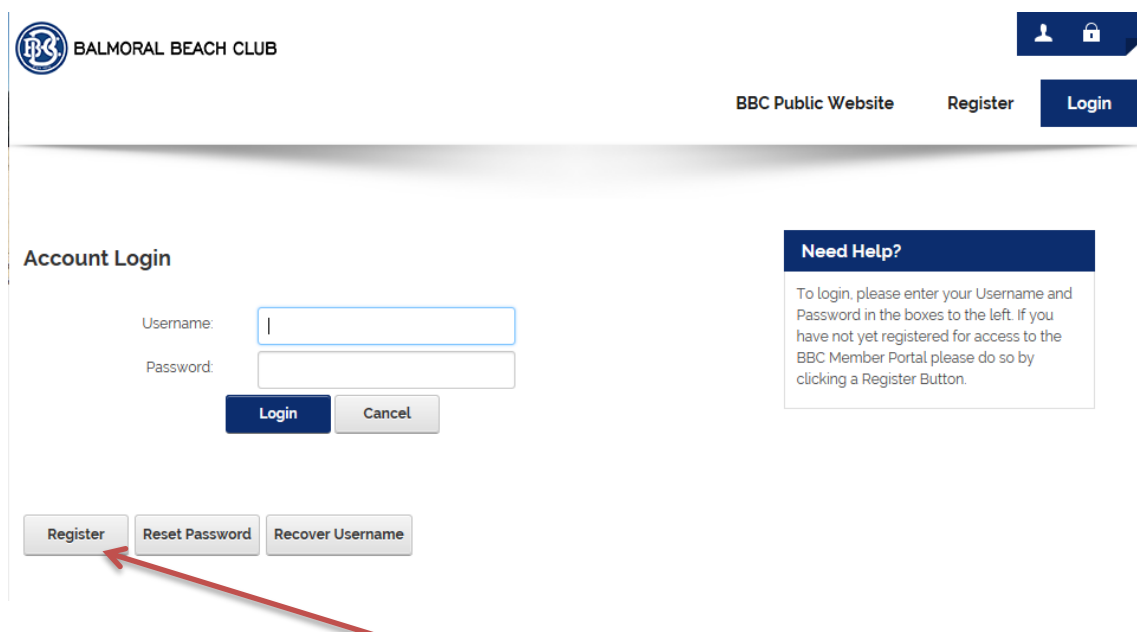 BBC BALMORAL BEACH CLUB
BBC Public Website Register Login
Account Login
Need Help?
Username:
Password:
To login, please enter your Username and
Password in the boxes to the left. If you
have not yet registered for access to the
BBC Member Portal please do so by
clicking a Register Button.
Login Cancel
Register Reset Password Recover Username